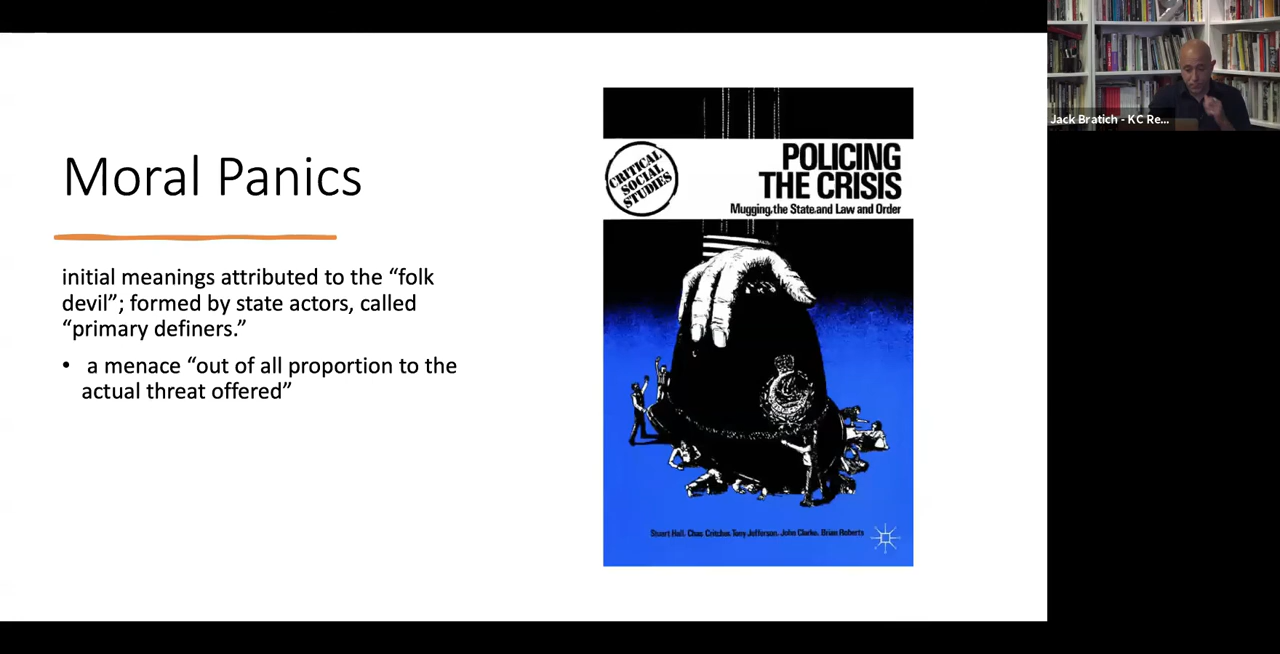 Moral Panics
initial meanings attributed to the “folk
devil”; formed by state actors, called
“primary definers.”
• a menace “out of all proportion to the
actual threat offered”
CRITICAL
SOCIAL
STUDIES
POLICING
THE CRISIS
Mugging, the State, and Law and Order
Stuart Hall, Chas Critcher, Tony Jefferson, John Clarke, Brian Roberts
Jack Bratich - KC Re...